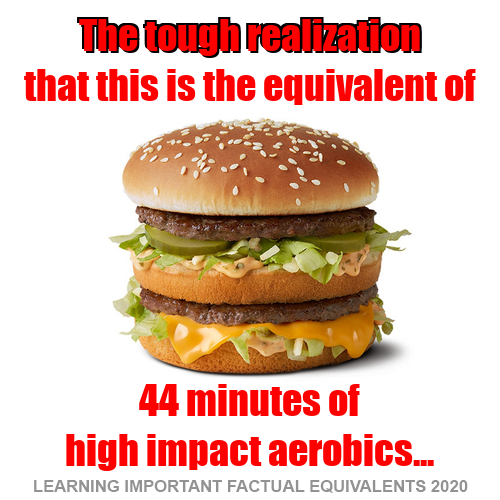 The tough realization
that this is the equivalent of
44 minutes of
high impact aerobics...
LEARNING IMPORTANT FACTUAL EQUIVALENTS 2020